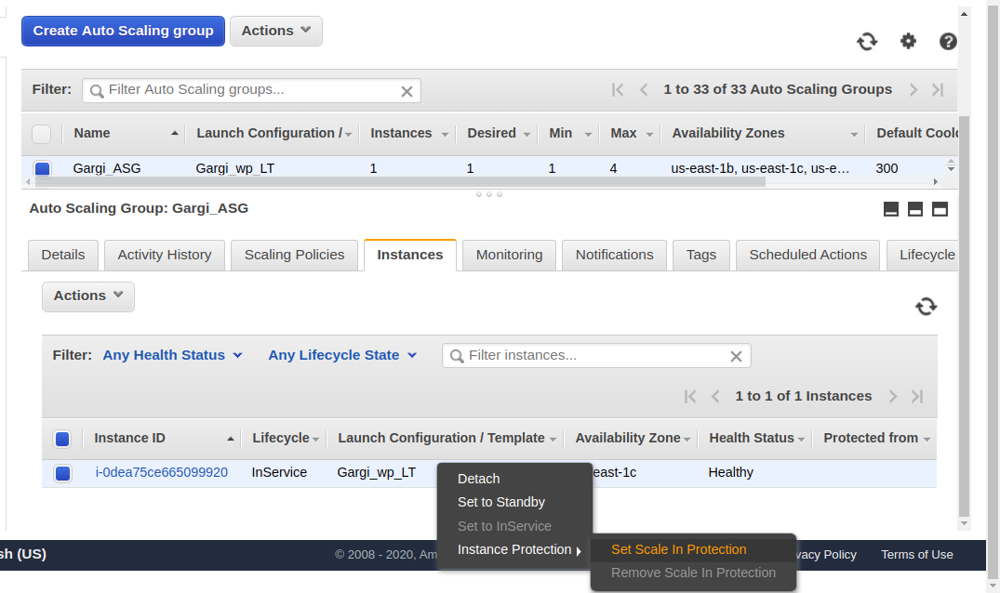 Create Auto Scaling group Actions
Filter: Filter Auto Scaling groups... 1 to 33 of 33 Auto Scaling Groups
Name Launch Configuration / Instances Desired Min Max Availability Zones Default Coold
Gargi_ASG Gargi_wp_LT 1 1 1 4 us-east-1b, us-east-1c, us-e… 300
Auto Scaling Group: Gargi_ASG
Details Activity History Scaling Policies Instances Monitoring Notifications Tags Scheduled Actions Lifecycle
Actions
Filter: Any Health Status Any Lifecycle State Filter instances...
1 to 1 of 1 Instances
Instance ID Lifecycle Launch Configuration / Template Availability Zone Health Status Protected from
i-0dea75ce665099920 InService Gargi_wp_LT east-1c Healthy
Detach
Set to Standby
Set to InService
Instance Protection Set Scale In Protection
Remove Scale In Protection
sh (US) © 2008 - 2020, Am vacy Policy Terms of Use